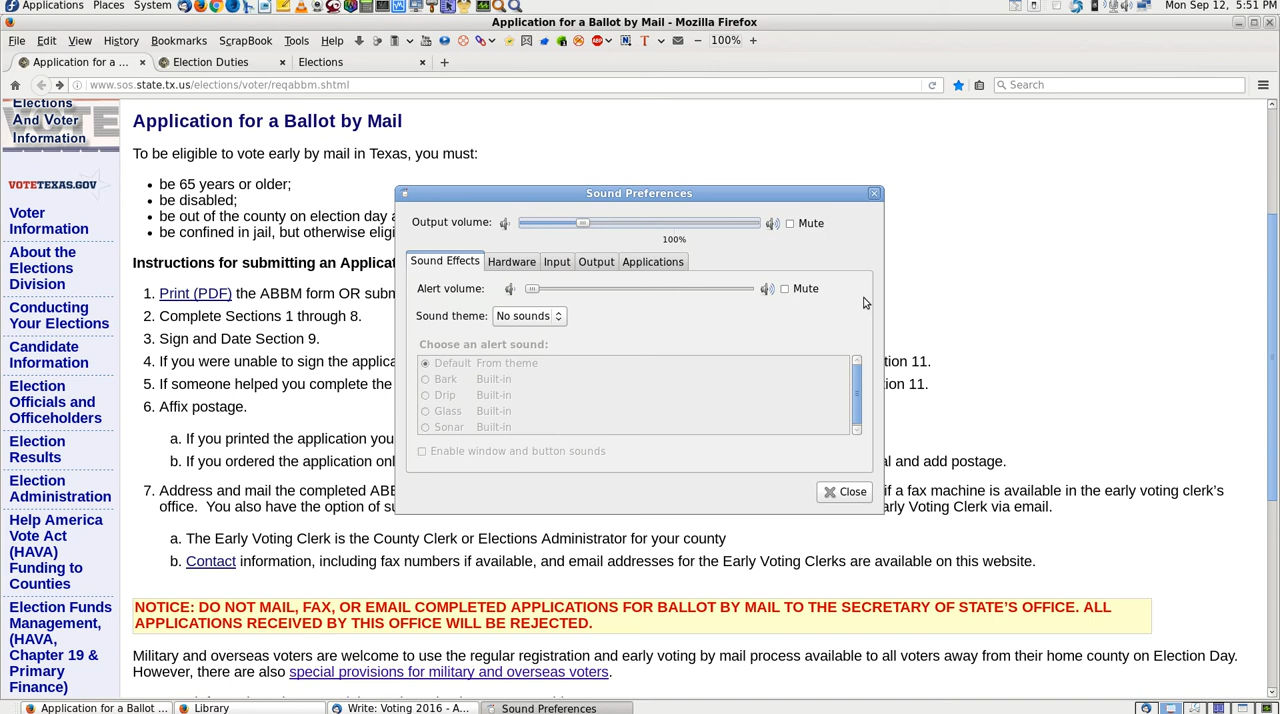 Applications Places System Mon Sep 12, 5:51 PM
Application for a Ballot by Mail - Mozilla Firefox
File Edit View History Bookmarks ScrapBook Tools Help 100%
Application for a ... Election Duties Elections
www.sos.state.tx.us/elections/voter/reqabbm.shtml Search
Elections
And Voter
Information
VOTETEXAS.GOV
Voter
Information
About the
Elections
Division
Conducting
Your Elections
Candidate
Information
Election
Officials and
Officeholders
Election
Results
Election
Administration
Help America
Vote Act
(HAVA)
Funding to
Counties
Election Funds
Management,
(HAVA,
Chapter 19 &
Primary
Finance)
Application for a Ballot by Mail
To be eligible to vote early by mail in Texas, you must:
• be 65 years or older;
• be disabled;
• be out of the county on election day a
• be confined in jail, but otherwise eligi
Instructions for submitting an Applicat
1. Print (PDF) the ABBM form OR subm
2. Complete Sections 1 through 8.
3. Sign and Date Section 9.
4. If you were unable to sign the applica tion 11.
5. If someone helped you complete the ion 11.
6. Affix postage.
a. If you printed the application you
b. If you ordered the application onl al and add postage.
7. Address and mail the completed ABB if a fax machine is available in the early voting clerk's
office. You also have the option of su arly Voting Clerk via email.
a. The Early Voting Clerk is the County Clerk or Elections Administrator for your county
b. Contact information, including fax numbers if available, and email addresses for the Early Voting Clerks are available on this website.
NOTICE: DO NOT MAIL, FAX, OR EMAIL COMPLETED APPLICATIONS FOR BALLOT BY MAIL TO THE SECRETARY OF STATE'S OFFICE. ALL
APPLICATIONS RECEIVED BY THIS OFFICE WILL BE REJECTED.
Military and overseas voters are welcome to use the regular registration and early voting by mail process available to all voters away from their home county on Election Day.
However, there are also special provisions for military and overseas voters.
Sound Preferences
Output volume: Mute
100%
Sound Effects Hardware Input Output Applications
Alert volume: Mute
Sound theme: No sounds
Choose an alert sound:
Default From theme
Bark Built-in
Drip Built-in
Glass Built-in
Sonar Built-in
Enable window and button sounds
Close
Application for a Ballot ... Library Write: Voting 2016 - A... Sound Preferences